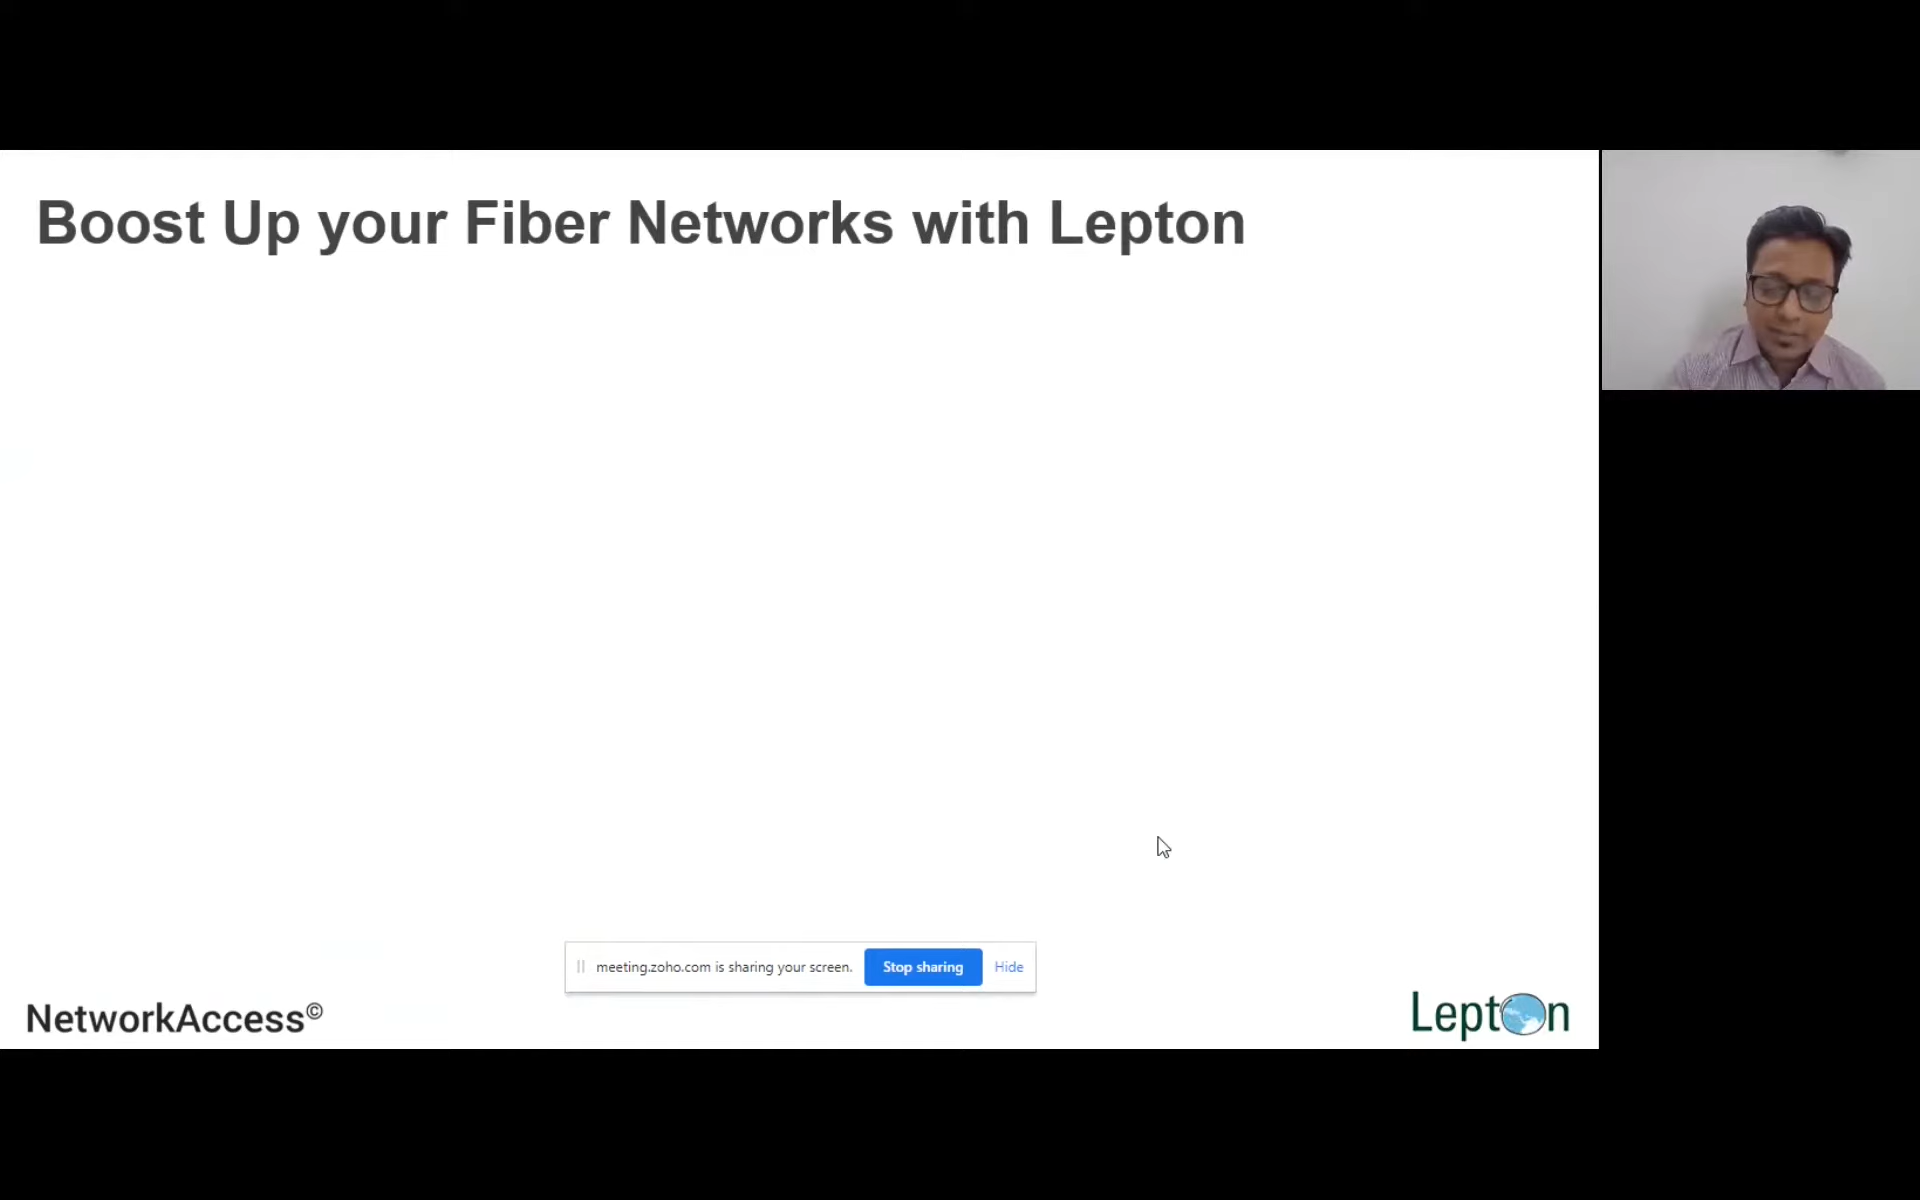 Boost Up your Fiber Networks with Lepton
meeting.zoho.com is sharing your screen. Stop sharing Hide
NetworkAccess©
Lepton